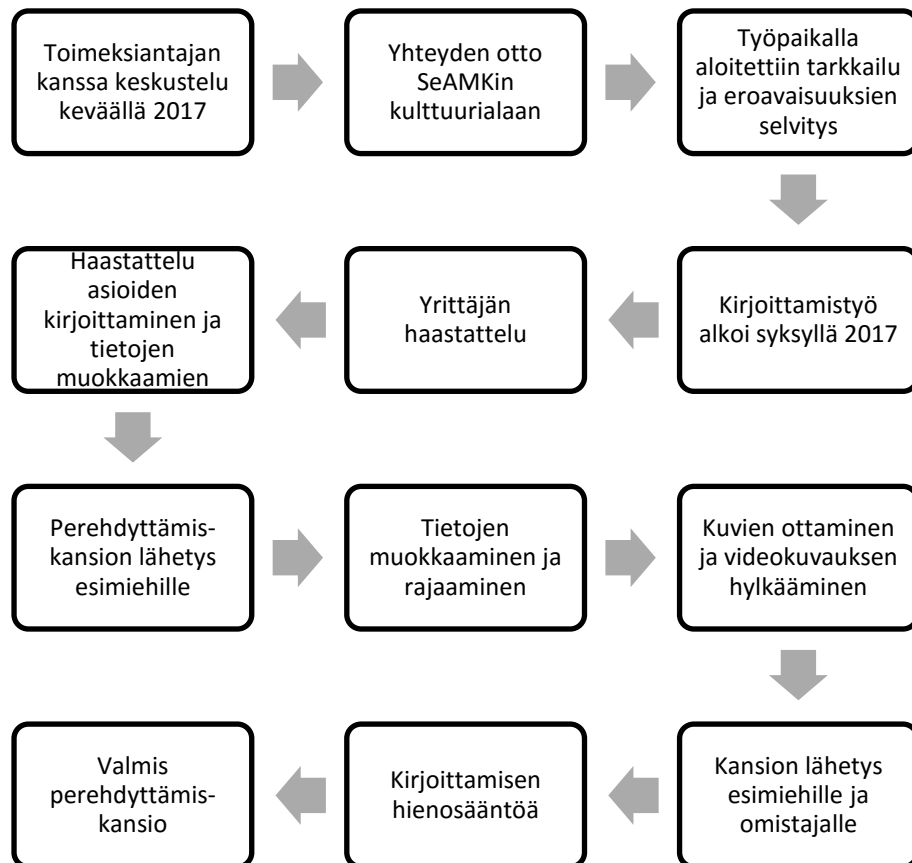 Toimeksiantajan
kanssa keskustelu
keväällä 2017
Yhteyden otto
SeAMKin
kulttuurialaan
Työpaikalla
aloitettiin tarkkailu
ja eroavaisuuksien
selvitys
Kirjoittamistyö
alkoi syksyllä 2017
Yrittäjän
haastattelu
Haastattelu
asioiden
kirjoittaminen ja
tietojen
muokkaamien
Perehdyttämis-
kansion lähetys
esimiehille
Tietojen
muokkaaminen ja
rajaaminen
Kuvien ottaminen
ja videokuvauksen
hylkääminen
Kansion lähetys
esimiehille ja
omistajalle
Kirjoittamisen
hienosääntöä
Valmis
perehdyttämis-
kansio